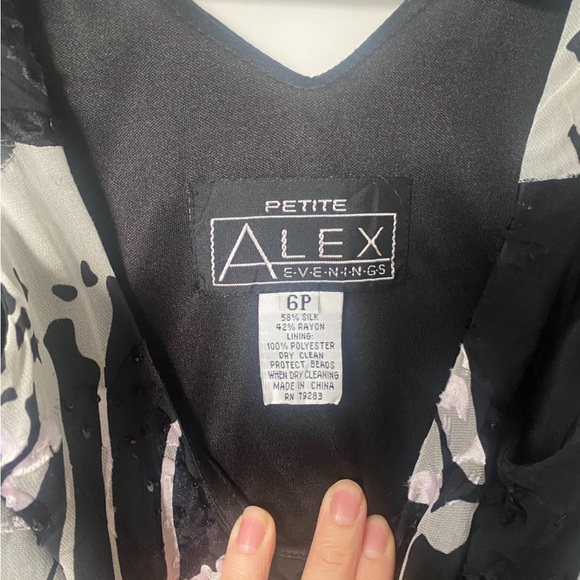 PETITE
ALEX
E·V·E·N·I·N·G·S
6P
58% SILK
42% RAYON
LINING:
100% POLYESTER
DRY CLEAN
PROTECT BEADS
WHEN DRY CLEANING
MADE IN CHINA
RN 79283